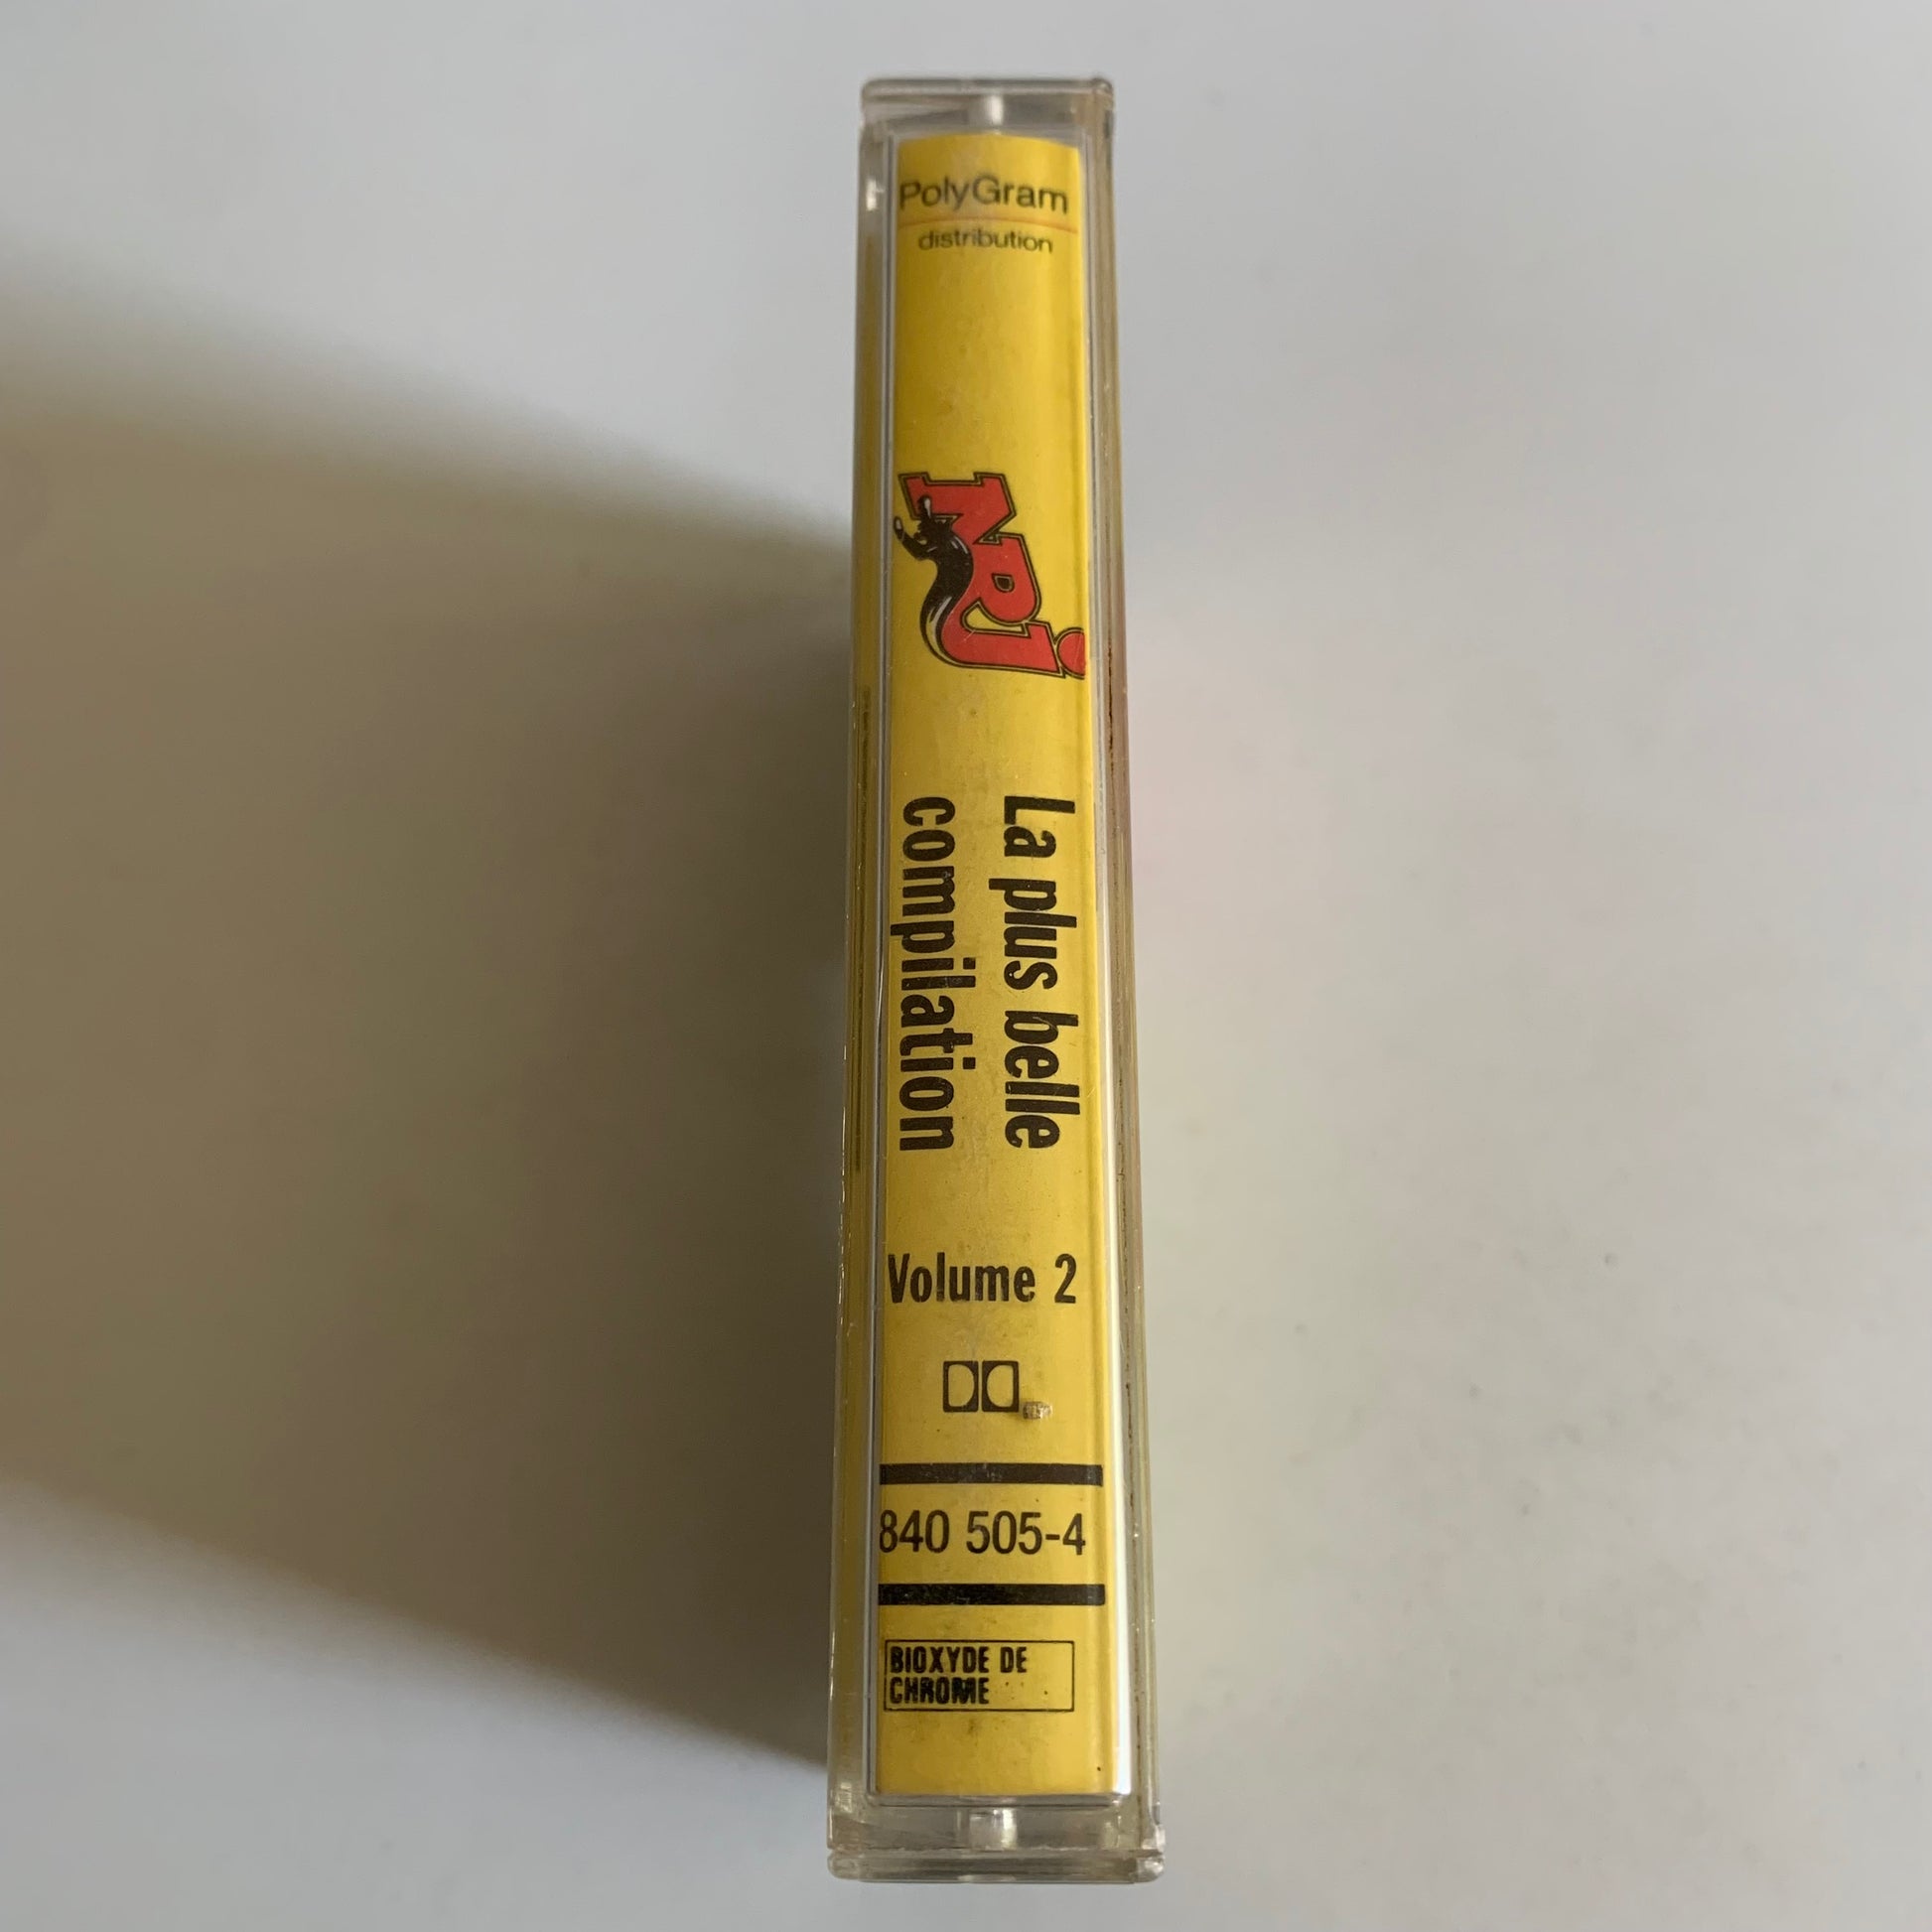 PolyGram
distribution
NRJ
La plus belle
compilation
Volume 2
840 505-4
BIOXYDE DE
CHROME